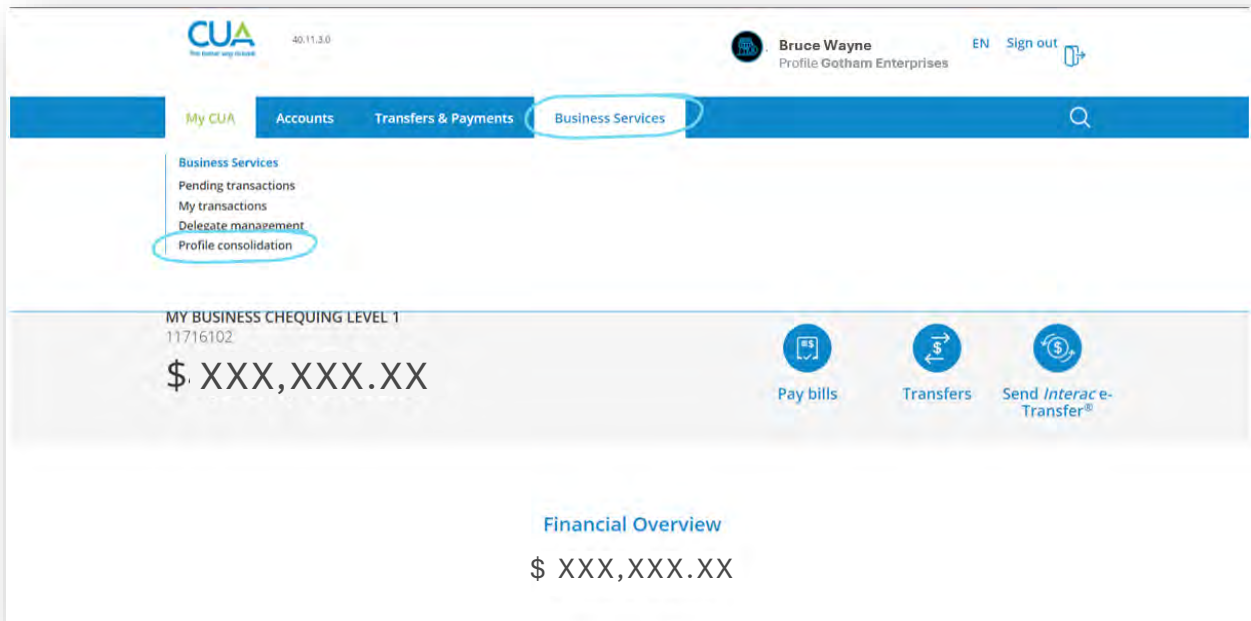 CUA
40.11.3.0
Bruce Wayne
Profile Gotham Enterprises
EN
Sign out
My CUA
Accounts
Transfers & Payments
Business Services
Business Services
Pending transactions
My transactions
Delegate management
Profile consolidation
MY BUSINESS CHEQUING LEVEL 1
11716102
$ XXX,XXX.XX
Pay bills
Transfers
Send Interac e-
Transfer®
Financial Overview
$ XXX,XXX.XX